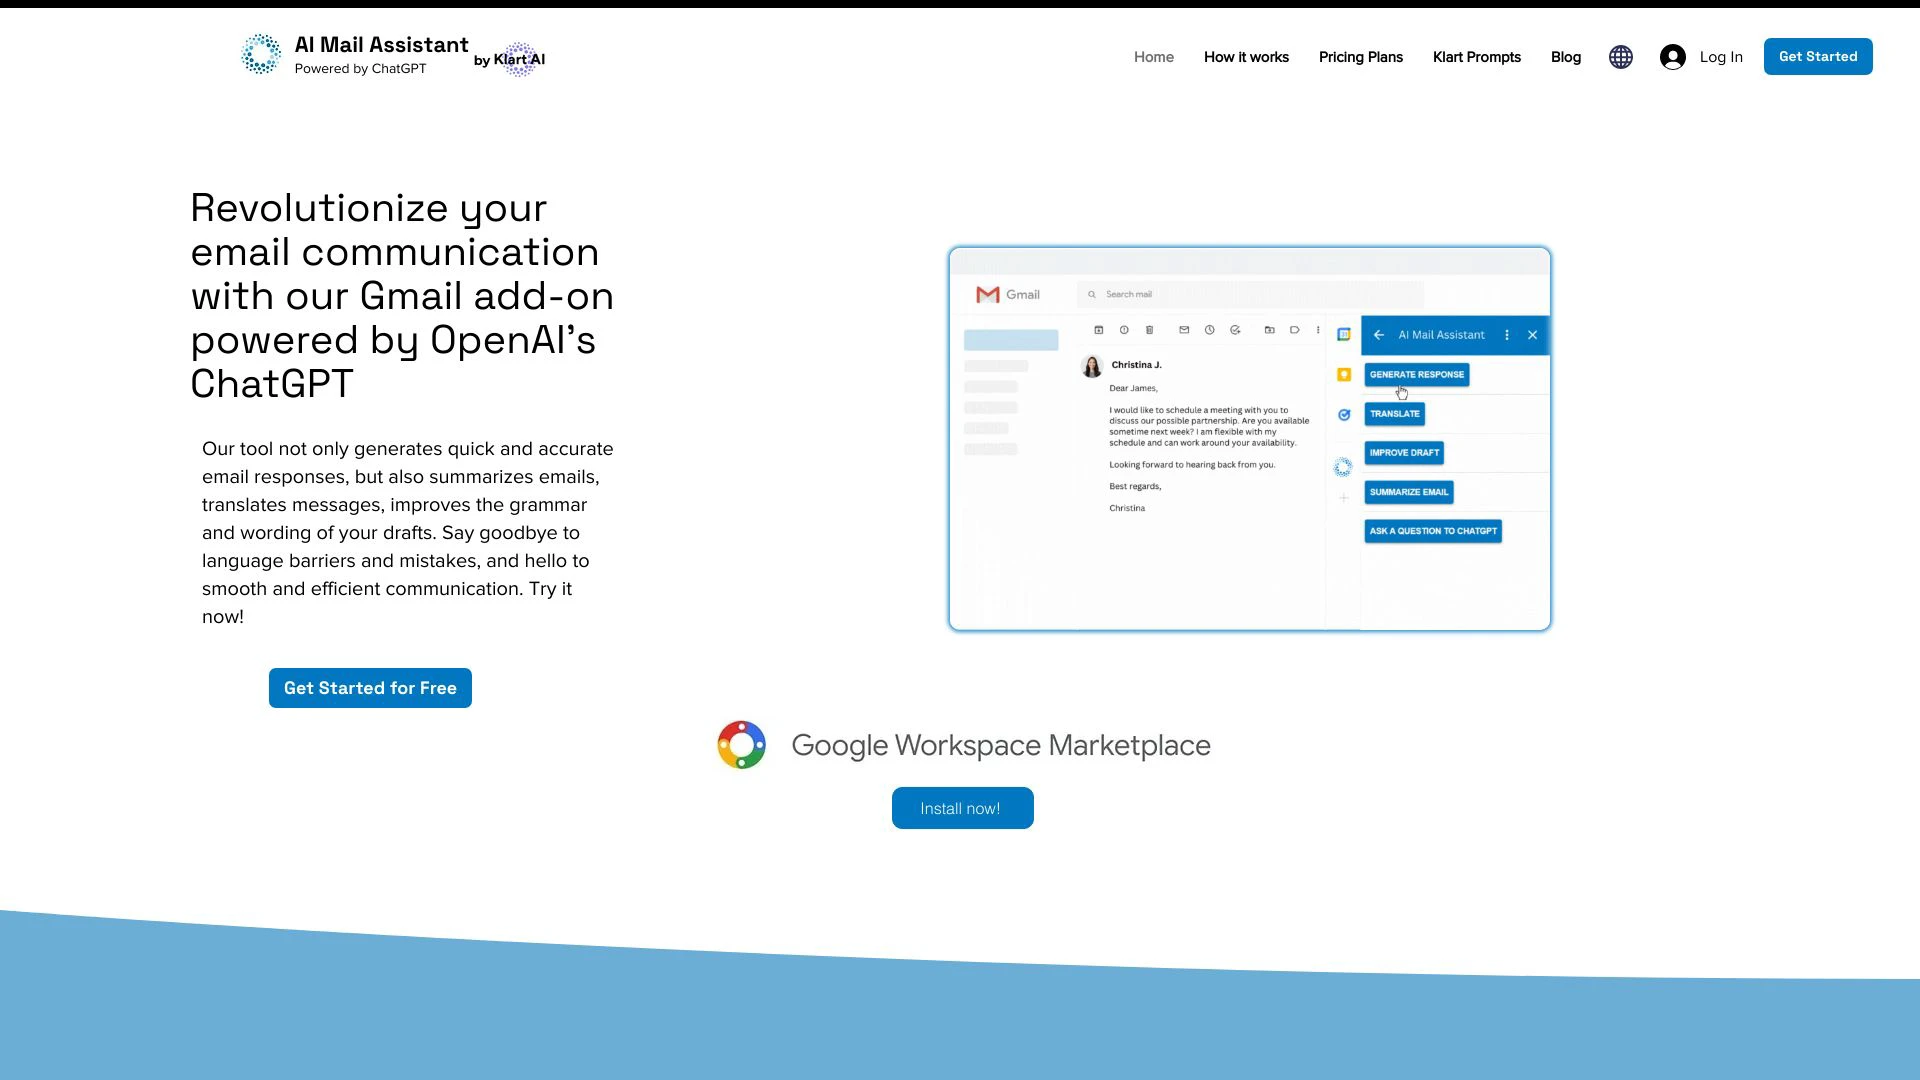 AI Mail Assistant
Powered by ChatGPT
by Klart AI
Home
How it works
Pricing Plans
Klart Prompts
Blog
Log In
Get Started
Revolutionize your
email communication
with our Gmail add-on
powered by OpenAI's
ChatGPT
Our tool not only generates quick and accurate
email responses, but also summarizes emails,
translates messages, improves the grammar
and wording of your drafts. Say goodbye to
language barriers and mistakes, and hello to
smooth and efficient communication. Try it
now!
Get Started for Free
Gmail
Search mail
Christina J.
Dear James,
I would like to schedule a meeting with you to
discuss our possible partnership. Are you available
sometime next week? I am flexible with my
schedule and can work around your availability.
Looking forward to hearing back from you.
Best regards,
Christina
AI Mail Assistant
GENERATE RESPONSE
TRANSLATE
IMPROVE DRAFT
SUMMARIZE EMAIL
ASK A QUESTION TO CHATGPT
Google Workspace Marketplace
Install now!